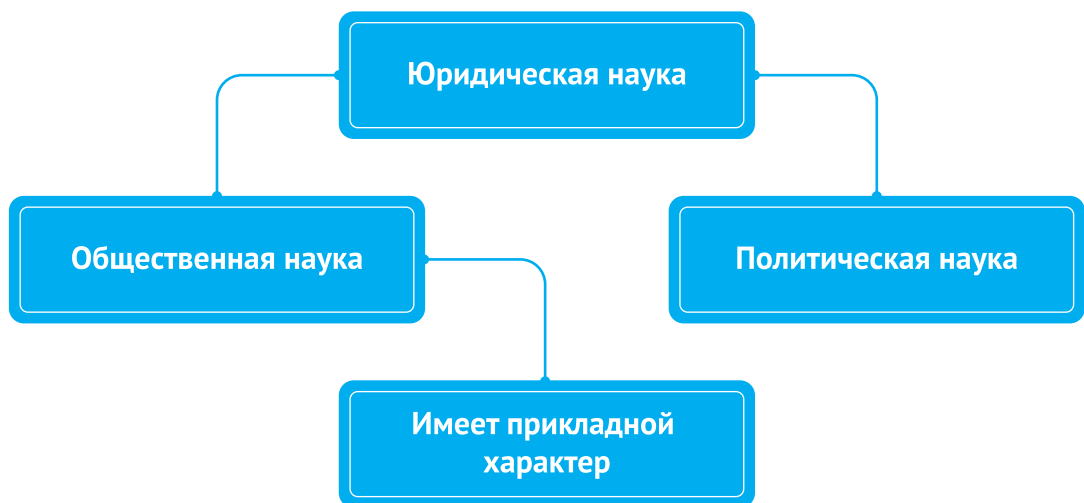 Юридическая наука
Общественная наука
Политическая наука
Имеет прикладной
характер